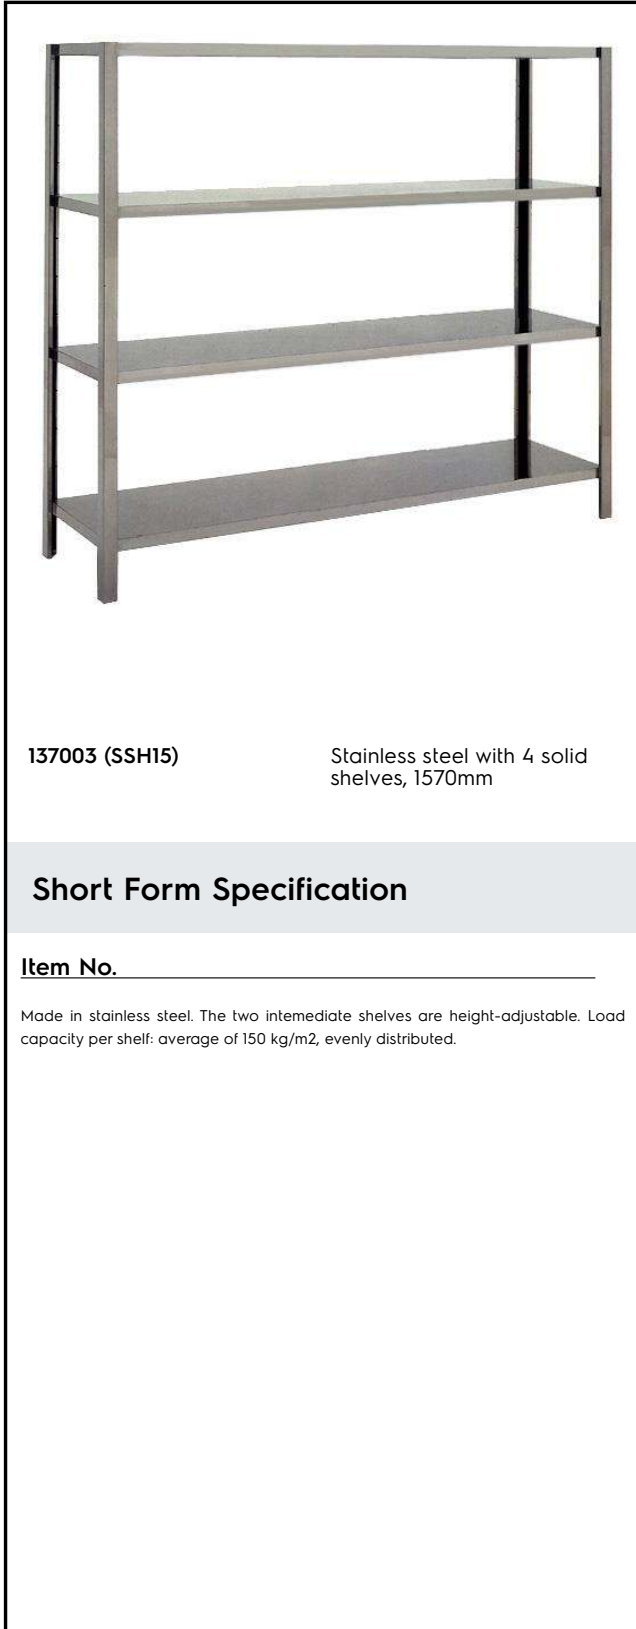 137003 (SSH15)
Stainless steel with 4 solid
shelves, 1570mm
Short Form Specification
Item No.
Made in stainless steel. The two intemediate shelves are height-adjustable. Load
capacity per shelf: average of 150 kg/m2, evenly distributed.